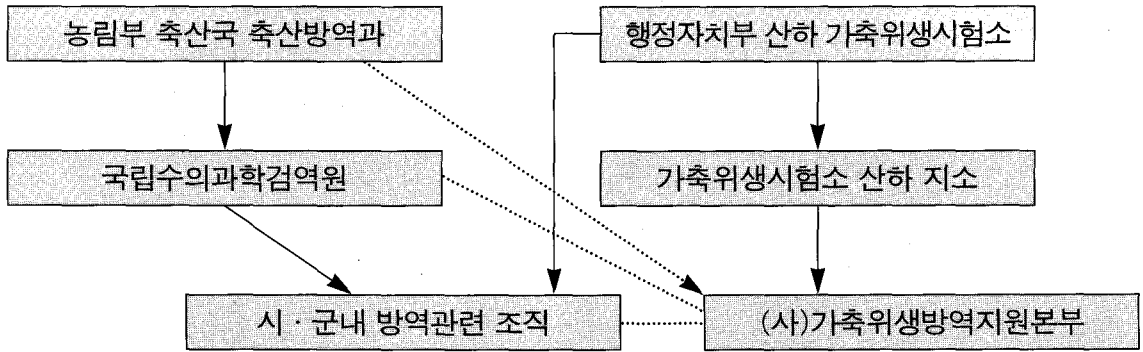 농림부 축산국 축산방역과
행정자치부 산하 가축위생시험소
국립수의과학검역원
가축위생시험소 산하 지소
시 · 군내 방역관련 조직
(사)가축위생방역지원본부